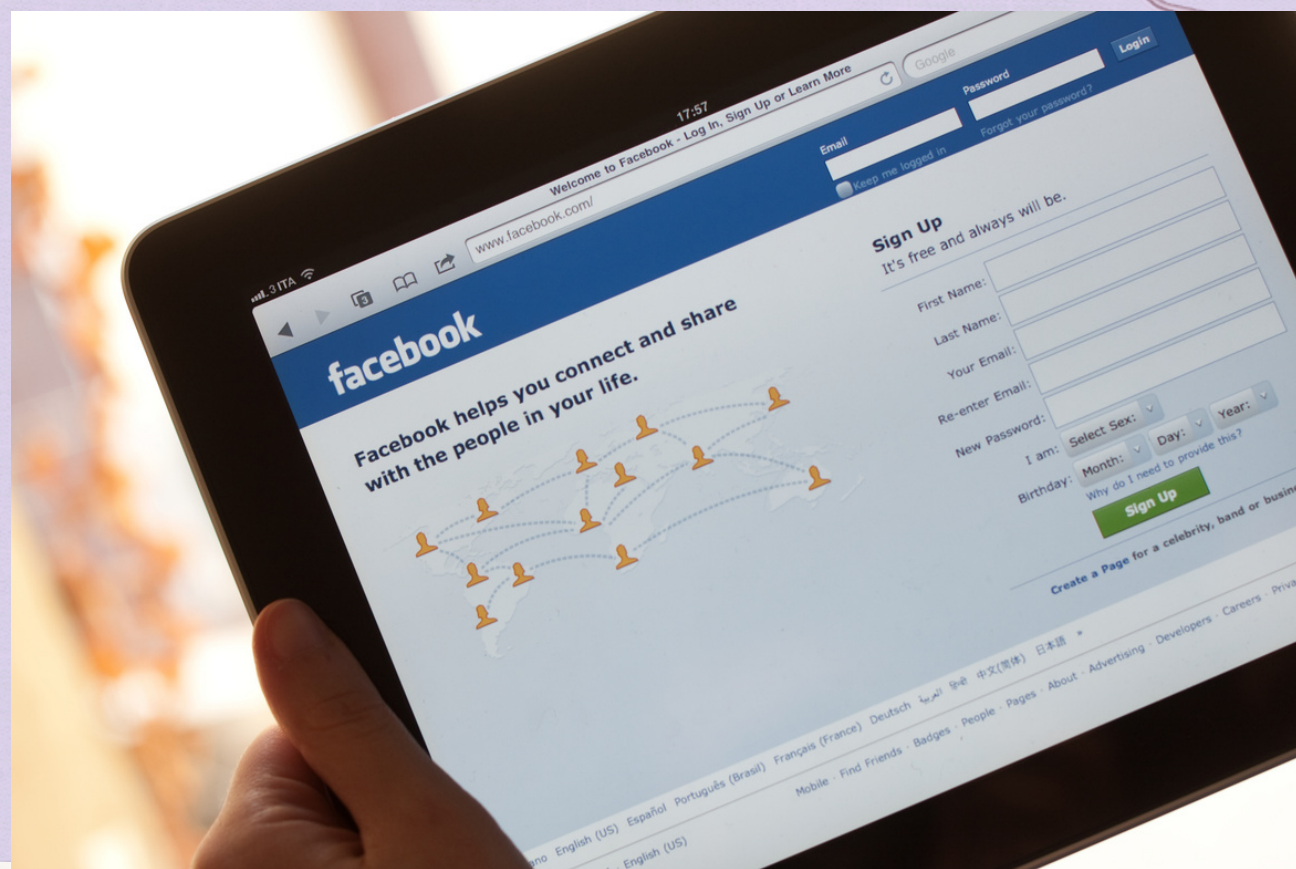 3 ITA 17:57
Welcome to Facebook - Log In, Sign Up or Learn More
3 www.facebook.com/ Google
facebook
Email Password Login
Keep me logged in Forgot your password?
Facebook helps you connect and share
with the people in your life.
Sign Up
It's free and always will be.
First Name:
Last Name:
Your Email:
Re-enter Email:
New Password:
I am: Select Sex:
Birthday: Month: Day: Year:
Why do I need to provide this?
Sign Up
Create a Page for a celebrity, band or
English (US) Español Português (Brasil) Français (France) Deutsch العربية हिन्दी 中文(简体) 日本語 »
· English (US)
Mobile · Find Friends · Badges · People · Pages · About · Advertising · Developers · Careers ·